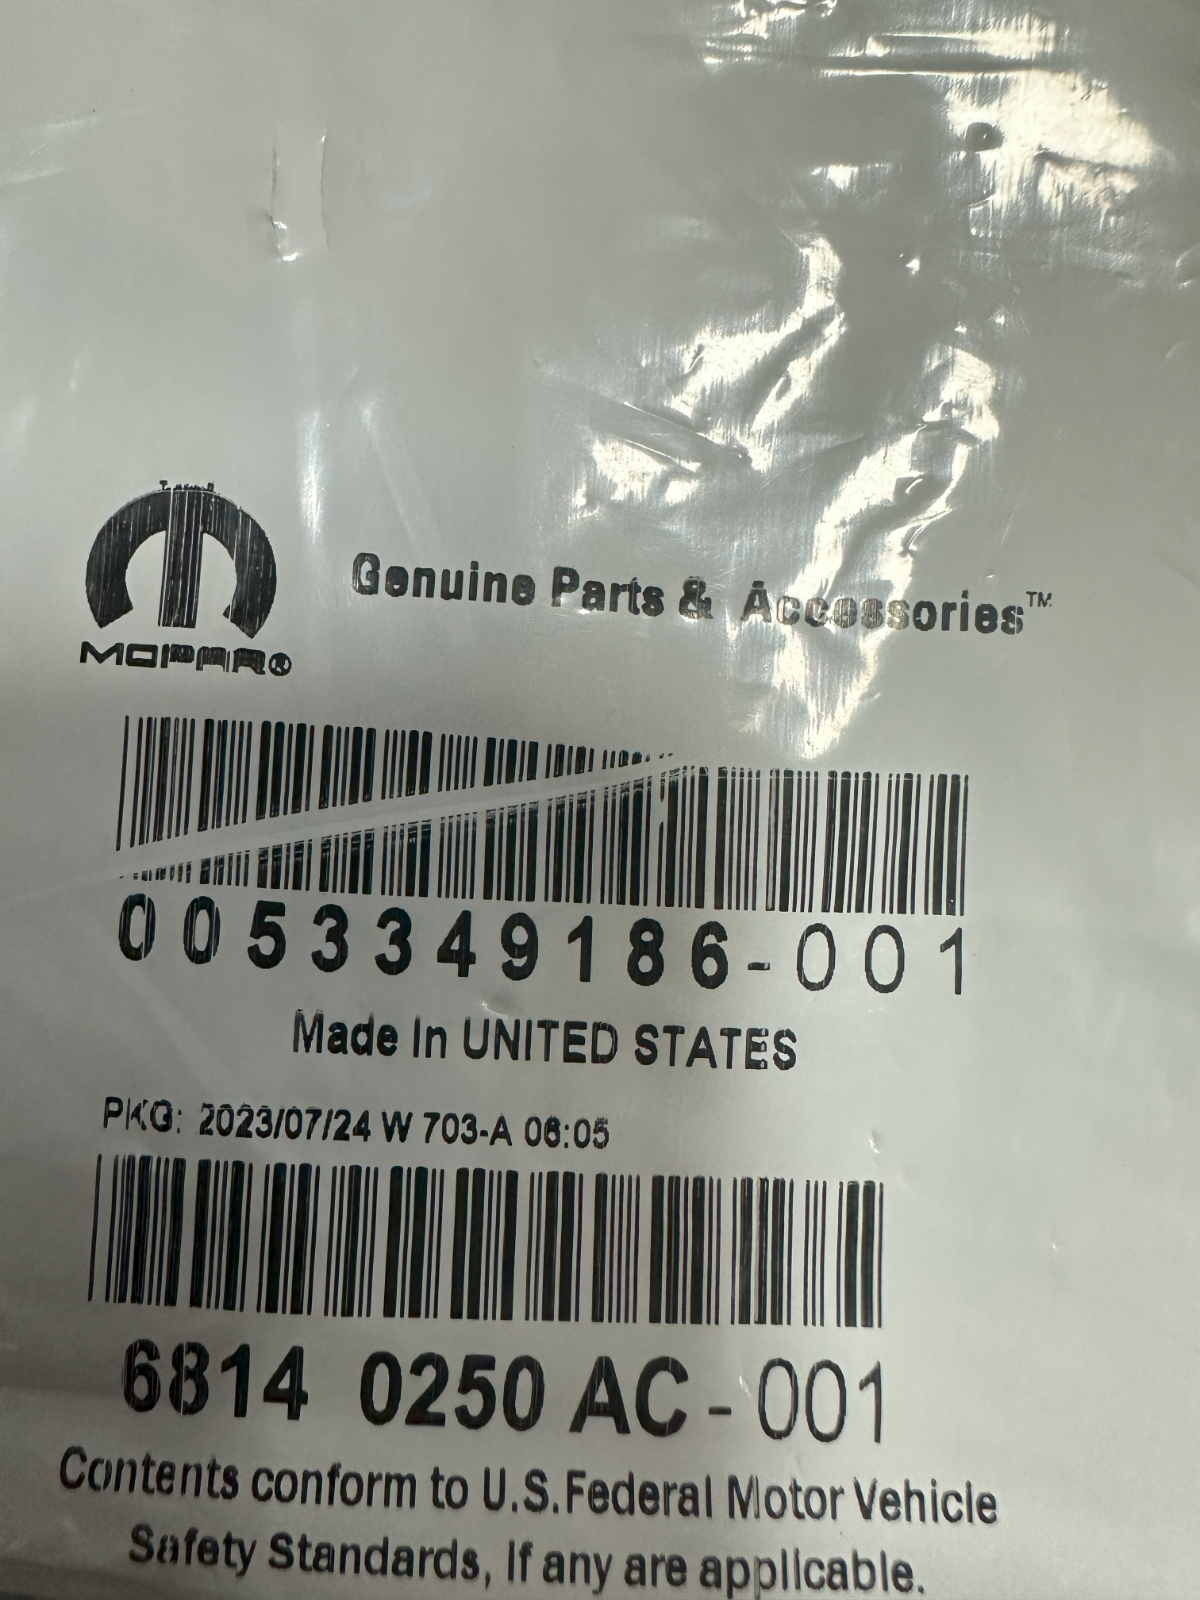 Genuine Parts & Accessories™
MOPAR®
0053349186-001
Made In UNITED STATES
PKG: 2023/07/24 W 703-A 06:05
6814 0250 AC-001
Contents conform to U.S.Federal Motor Vehicle
Safety Standards, If any are applicable.